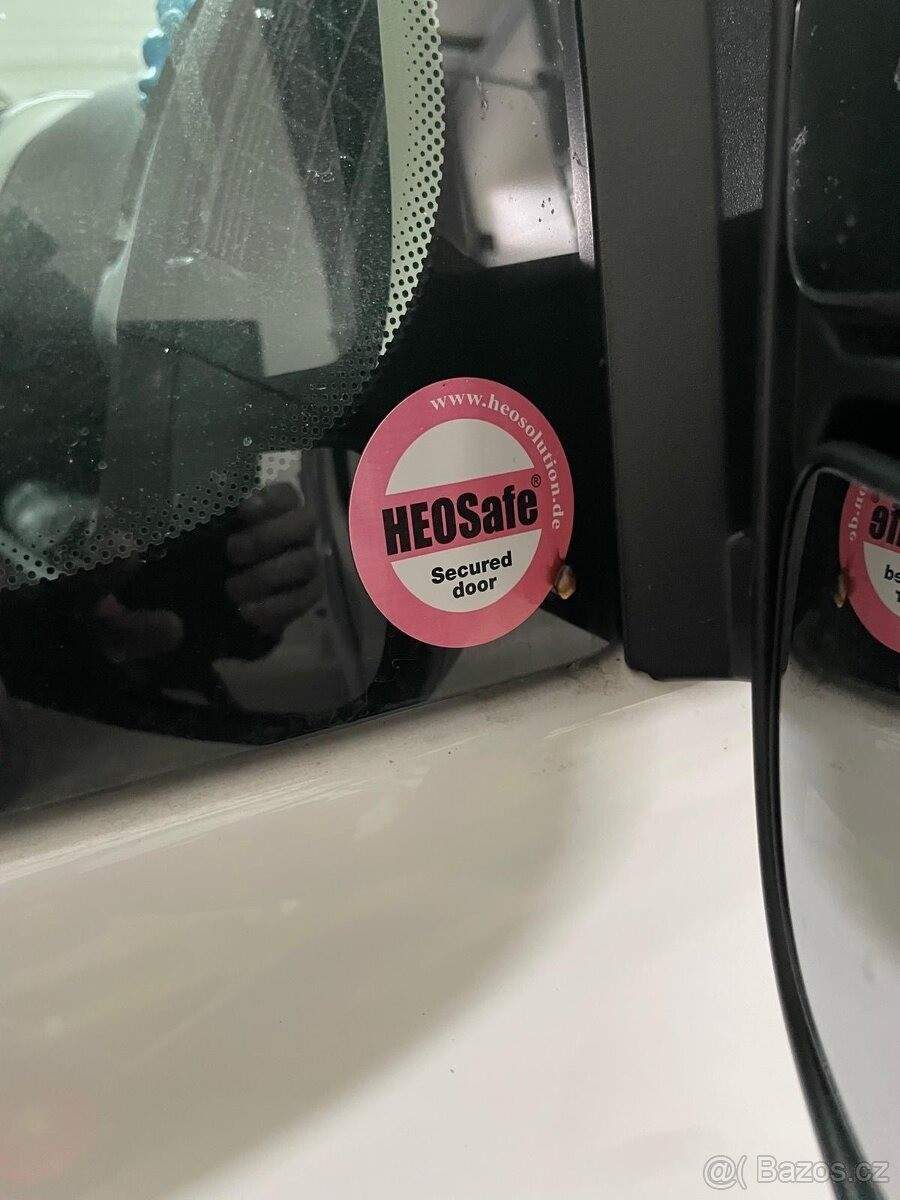 www.heosolution.de
HEOSafe®
Secured
door
@( Bazos.cz